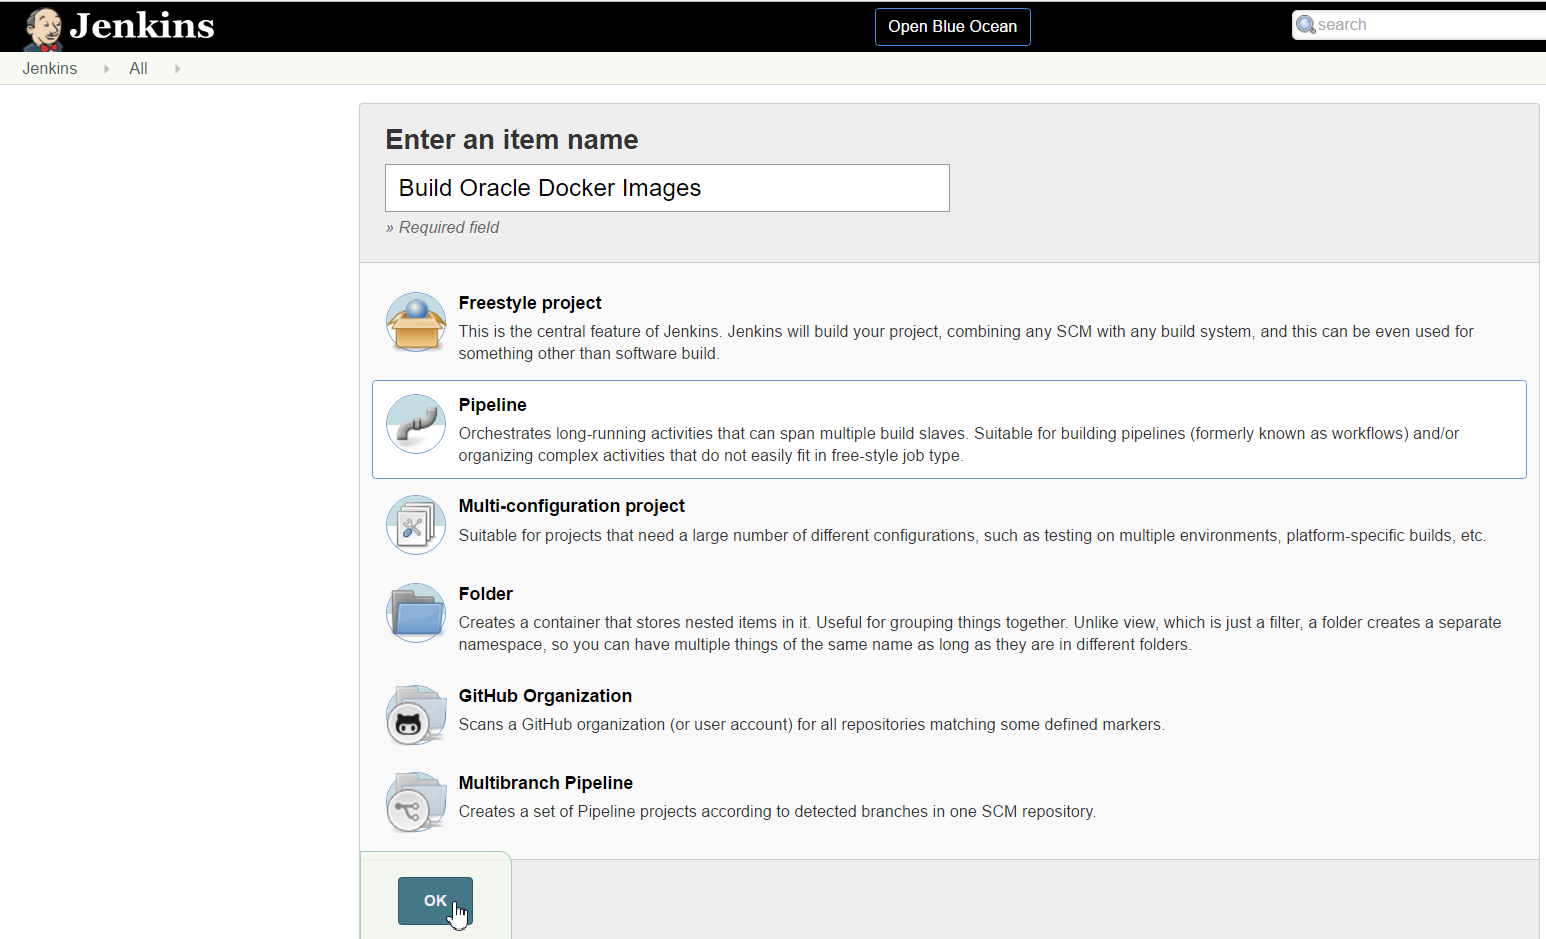 Jenkins
Open Blue Ocean
search
Jenkins
All
Enter an item name
Build Oracle Docker Images
» Required field
Freestyle project
This is the central feature of Jenkins. Jenkins will build your project, combining any SCM with any build system, and this can be even used for
something other than software build.
Pipeline
Orchestrates long-running activities that can span multiple build slaves. Suitable for building pipelines (formerly known as workflows) and/or
organizing complex activities that do not easily fit in free-style job type.
Multi-configuration project
Suitable for projects that need a large number of different configurations, such as testing on multiple environments, platform-specific builds, etc.
Folder
Creates a container that stores nested items in it. Useful for grouping things together. Unlike view, which is just a filter, a folder creates a separate
namespace, so you can have multiple things of the same name as long as they are in different folders.
GitHub Organization
Scans a GitHub organization (or user account) for all repositories matching some defined markers.
Multibranch Pipeline
Creates a set of Pipeline projects according to detected branches in one SCM repository.
OK